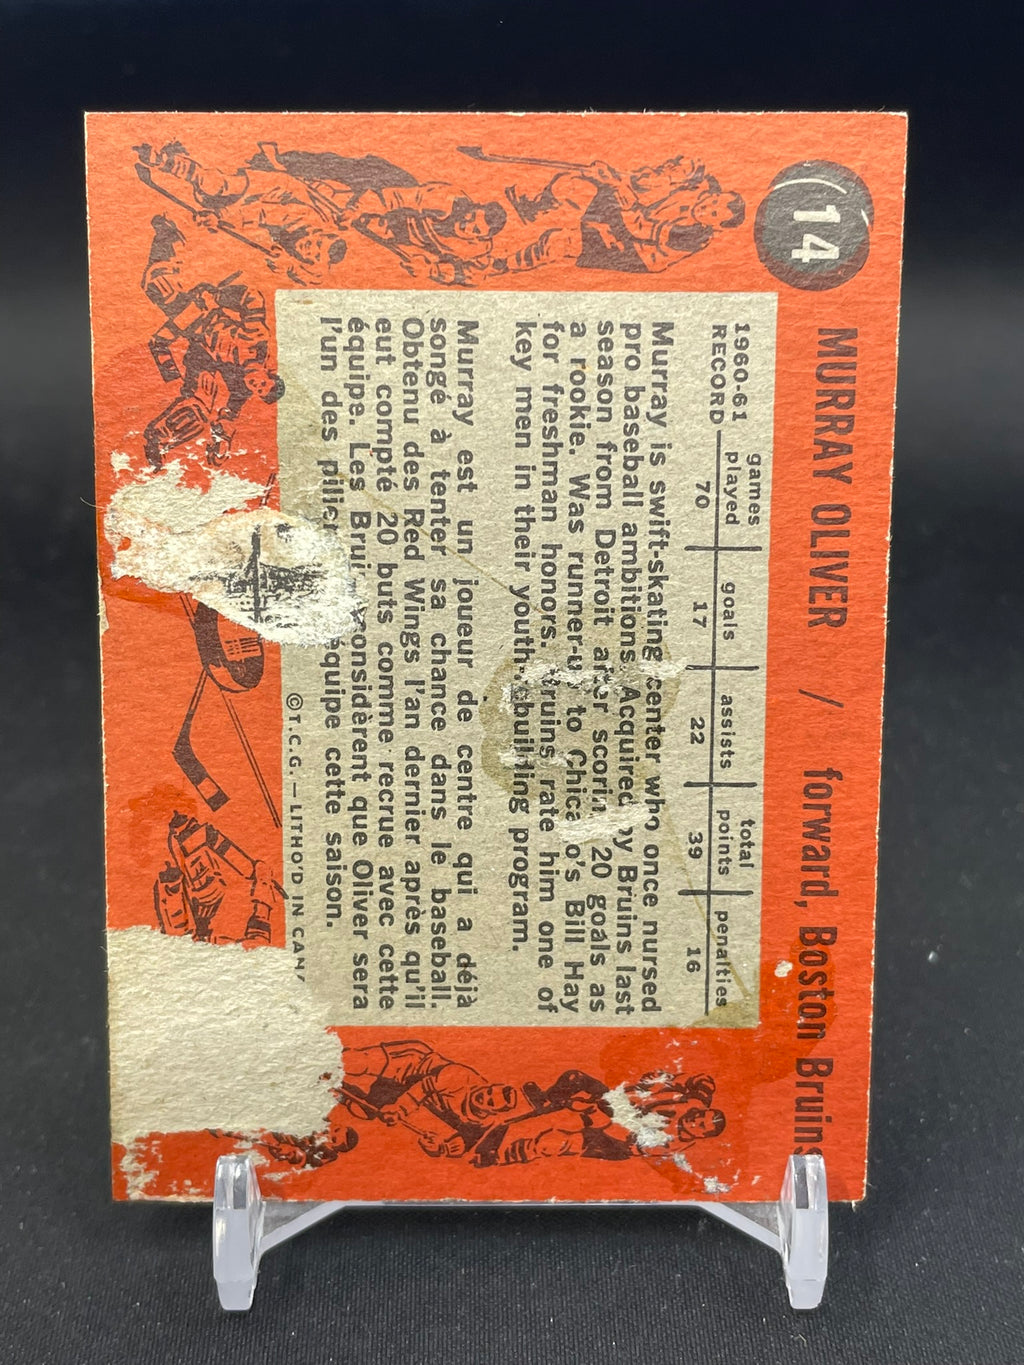 14
MURRAY OLIVER / forward, Boston Bruins
games played goals assists total points penalties
1960-61 RECORD 70 17 22 39 16
Murray is swift-skating center who once nursed
pro baseball ambitions. Acquired by Bruins last
season from Detroit after scoring 20 goals as
a rookie. Was runner-up to Chicago's Bill Hay
for freshman honors. Bruins rate him one of
key men in their youth-rebuilding program.
Murray est un joueur de centre qui a déjà
songé à tenter sa chance dans le baseball.
Obtenu des Red Wings l'an dernier après qu'il
eut compté 20 buts comme recrue avec cette
équipe. Les Bruins considèrent que Oliver sera
l'un des piliers équipe cette saison.
© T.C.G.—LITHO'D IN CAN